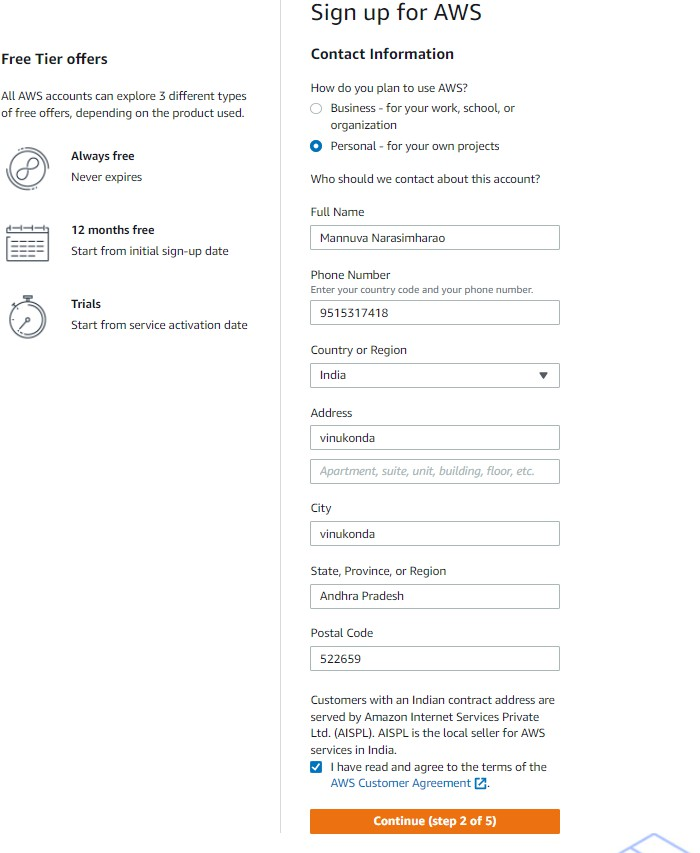 Sign up for AWS
Free Tier offers
All AWS accounts can explore 3 different types
of free offers, depending on the product used.
Always free
Never expires
12 months free
Start from initial sign-up date
Trials
Start from service activation date
Contact Information
How do you plan to use AWS?
Business - for your work, school, or
organization
Personal - for your own projects
Who should we contact about this account?
Full Name
Mannuva Narasimharao
Phone Number
Enter your country code and your phone number.
9515317418
Country or Region
India
Address
vinukonda
Apartment, suite, unit, building, floor, etc.
City
vinukonda
State, Province, or Region
Andhra Pradesh
Postal Code
522659
Customers with an Indian contract address are
served by Amazon Internet Services Private
Ltd. (AISPL). AISPL is the local seller for AWS
services in India.
I have read and agree to the terms of the
AWS Customer Agreement.
Continue (step 2 of 5)